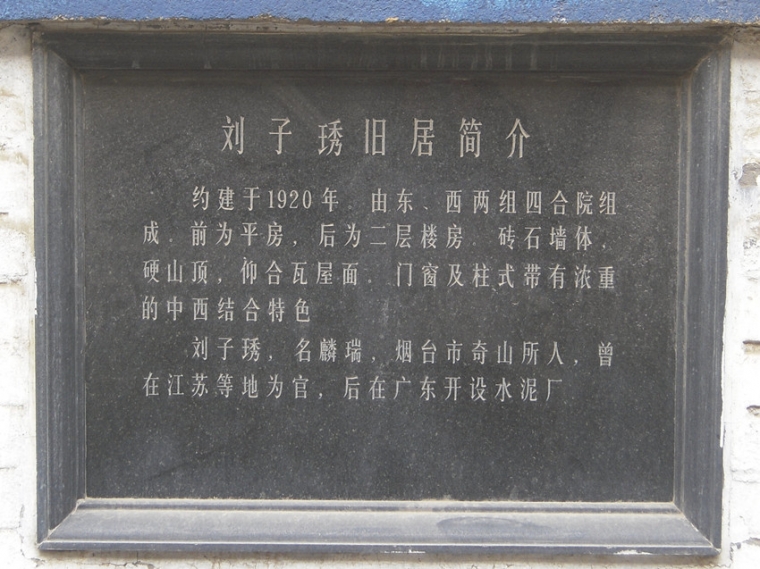 刘子琇旧居简介
约建于1920年．由东、西两组四合院组
成．前为平房，后为二层楼房．砖石墙体，
硬山顶，仰合瓦屋面．门窗及柱式带有浓重
的中西结合特色
刘子琇，名麟瑞，烟台市奇山所人，曾
在江苏等地为官，后在广东开设水泥厂